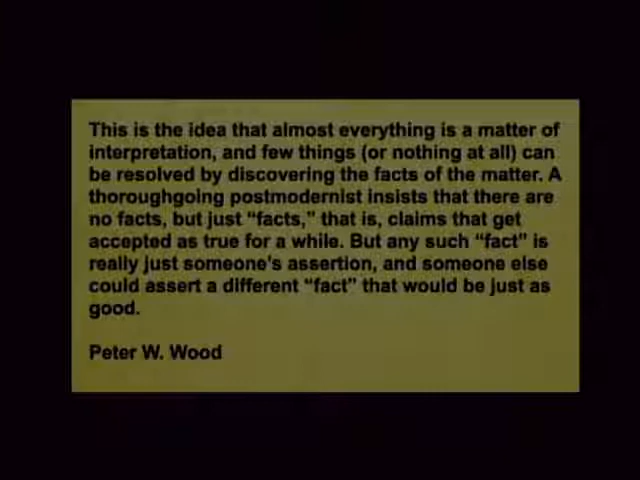 This is the idea that almost everything is a matter of
interpretation, and few things (or nothing at all) can
be resolved by discovering the facts of the matter. A
thoroughgoing postmodernist insists that there are
no facts, but just “facts,” that is, claims that get
accepted as true for a while. But any such “fact” is
really just someone's assertion, and someone else
could assert a different “fact” that would be just as
good.
Peter W. Wood